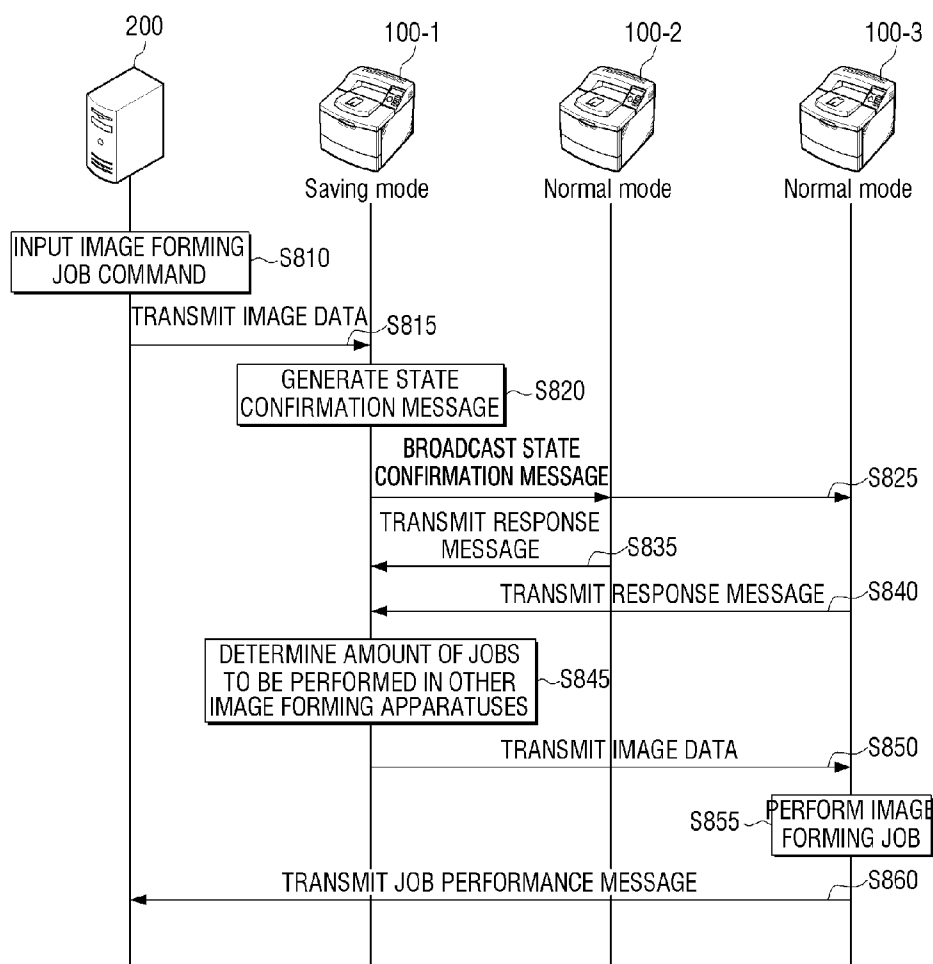 200
100-1
100-2
100-3
Saving mode
Normal mode
Normal mode
INPUT IMAGE FORMING
JOB COMMAND
S810
TRANSMIT IMAGE DATA
S815
GENERATE STATE
CONFIRMATION MESSAGE
S820
BROADCAST STATE
CONFIRMATION MESSAGE
S825
TRANSMIT RESPONSE
MESSAGE
S835
TRANSMIT RESPONSE MESSAGE
S840
DETERMINE AMOUNT OF JOBS
TO BE PERFORMED IN OTHER
IMAGE FORMING APPARATUSES
S845
TRANSMIT IMAGE DATA
S850
PERFORM IMAGE
FORMING JOB
S855
TRANSMIT JOB PERFORMANCE MESSAGE
S860